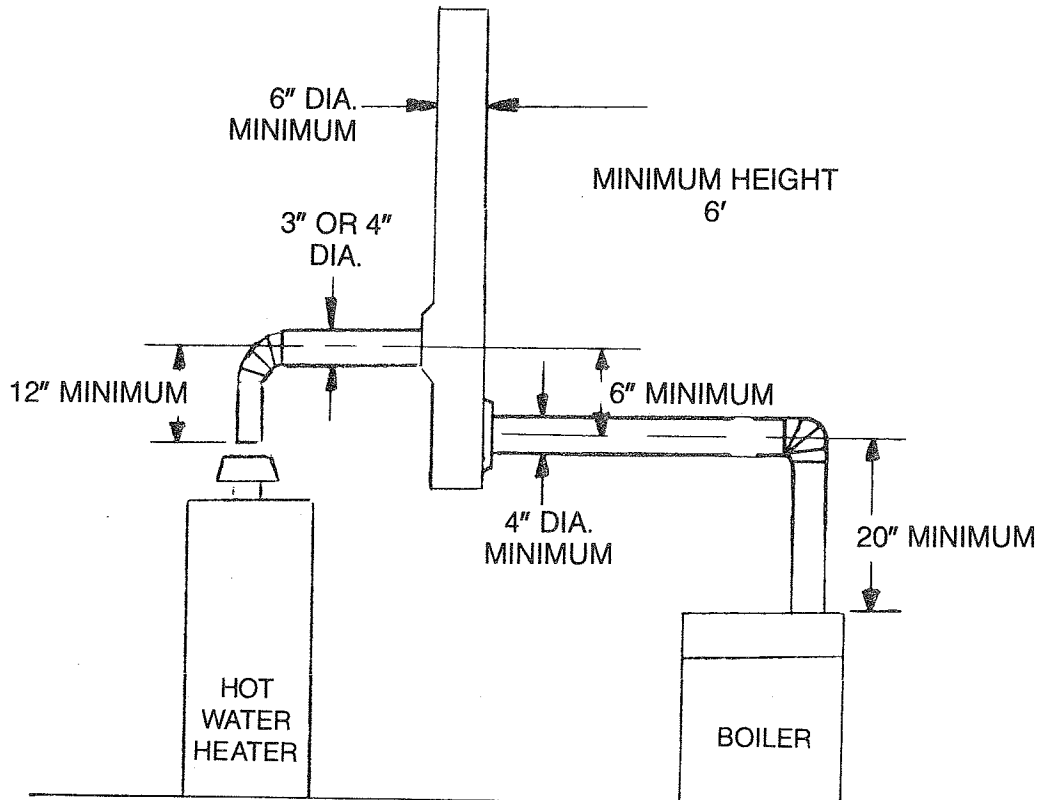 6" DIA.
MINIMUM
MINIMUM HEIGHT
6'
3" OR 4"
DIA.
12" MINIMUM
6" MINIMUM
4" DIA.
MINIMUM
20" MINIMUM
HOT
WATER
HEATER
BOILER